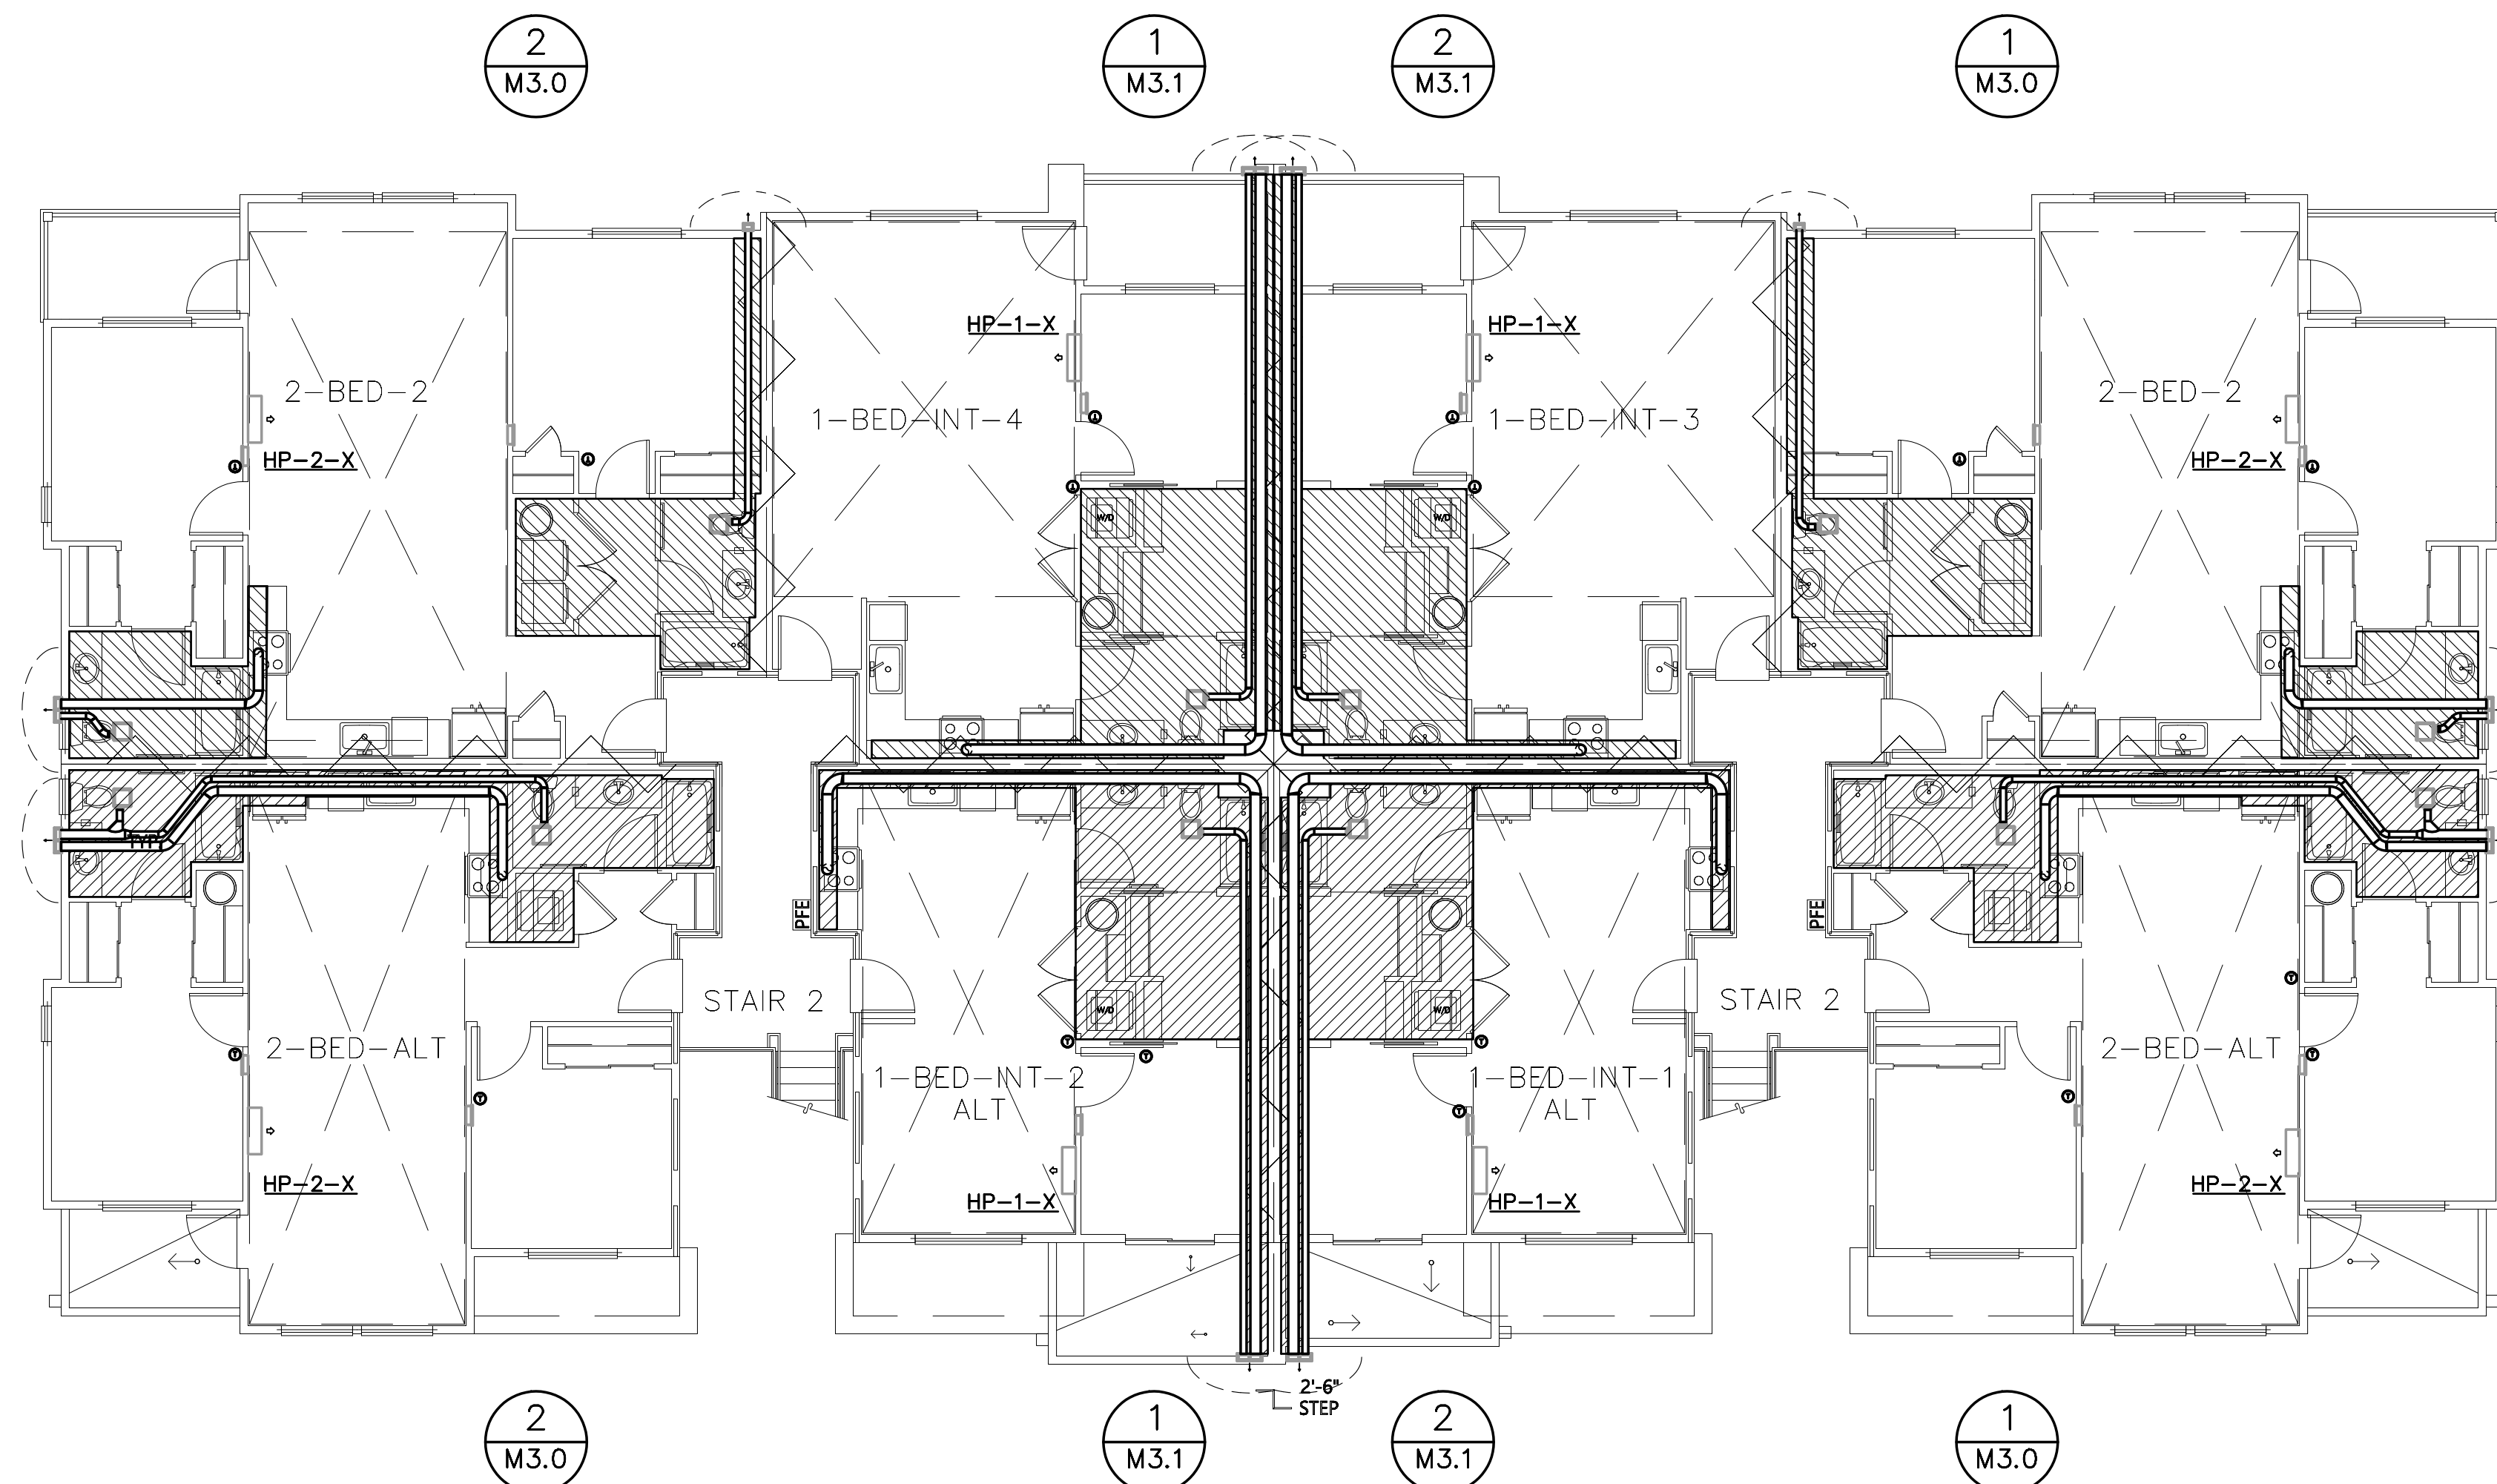 2
M3.0
1
M3.1
2
M3.1
1
M3.0
HP-1-X
HP-1-X
2-BED-2
1-BED-INT-4
1-BED-INT-3
2-BED-2
HP-2-X
HP-2-X
W/D
W/D
TYP
PFE
PFE
STAIR 2
STAIR 2
W/D
W/D
2-BED-ALT
1-BED-INT-2
ALT
1-BED-INT-1
ALT
2-BED-ALT
HP-2-X
HP-1-X
HP-1-X
HP-2-X
2'-6"
STEP
2
M3.0
1
M3.1
2
M3.1
1
M3.0